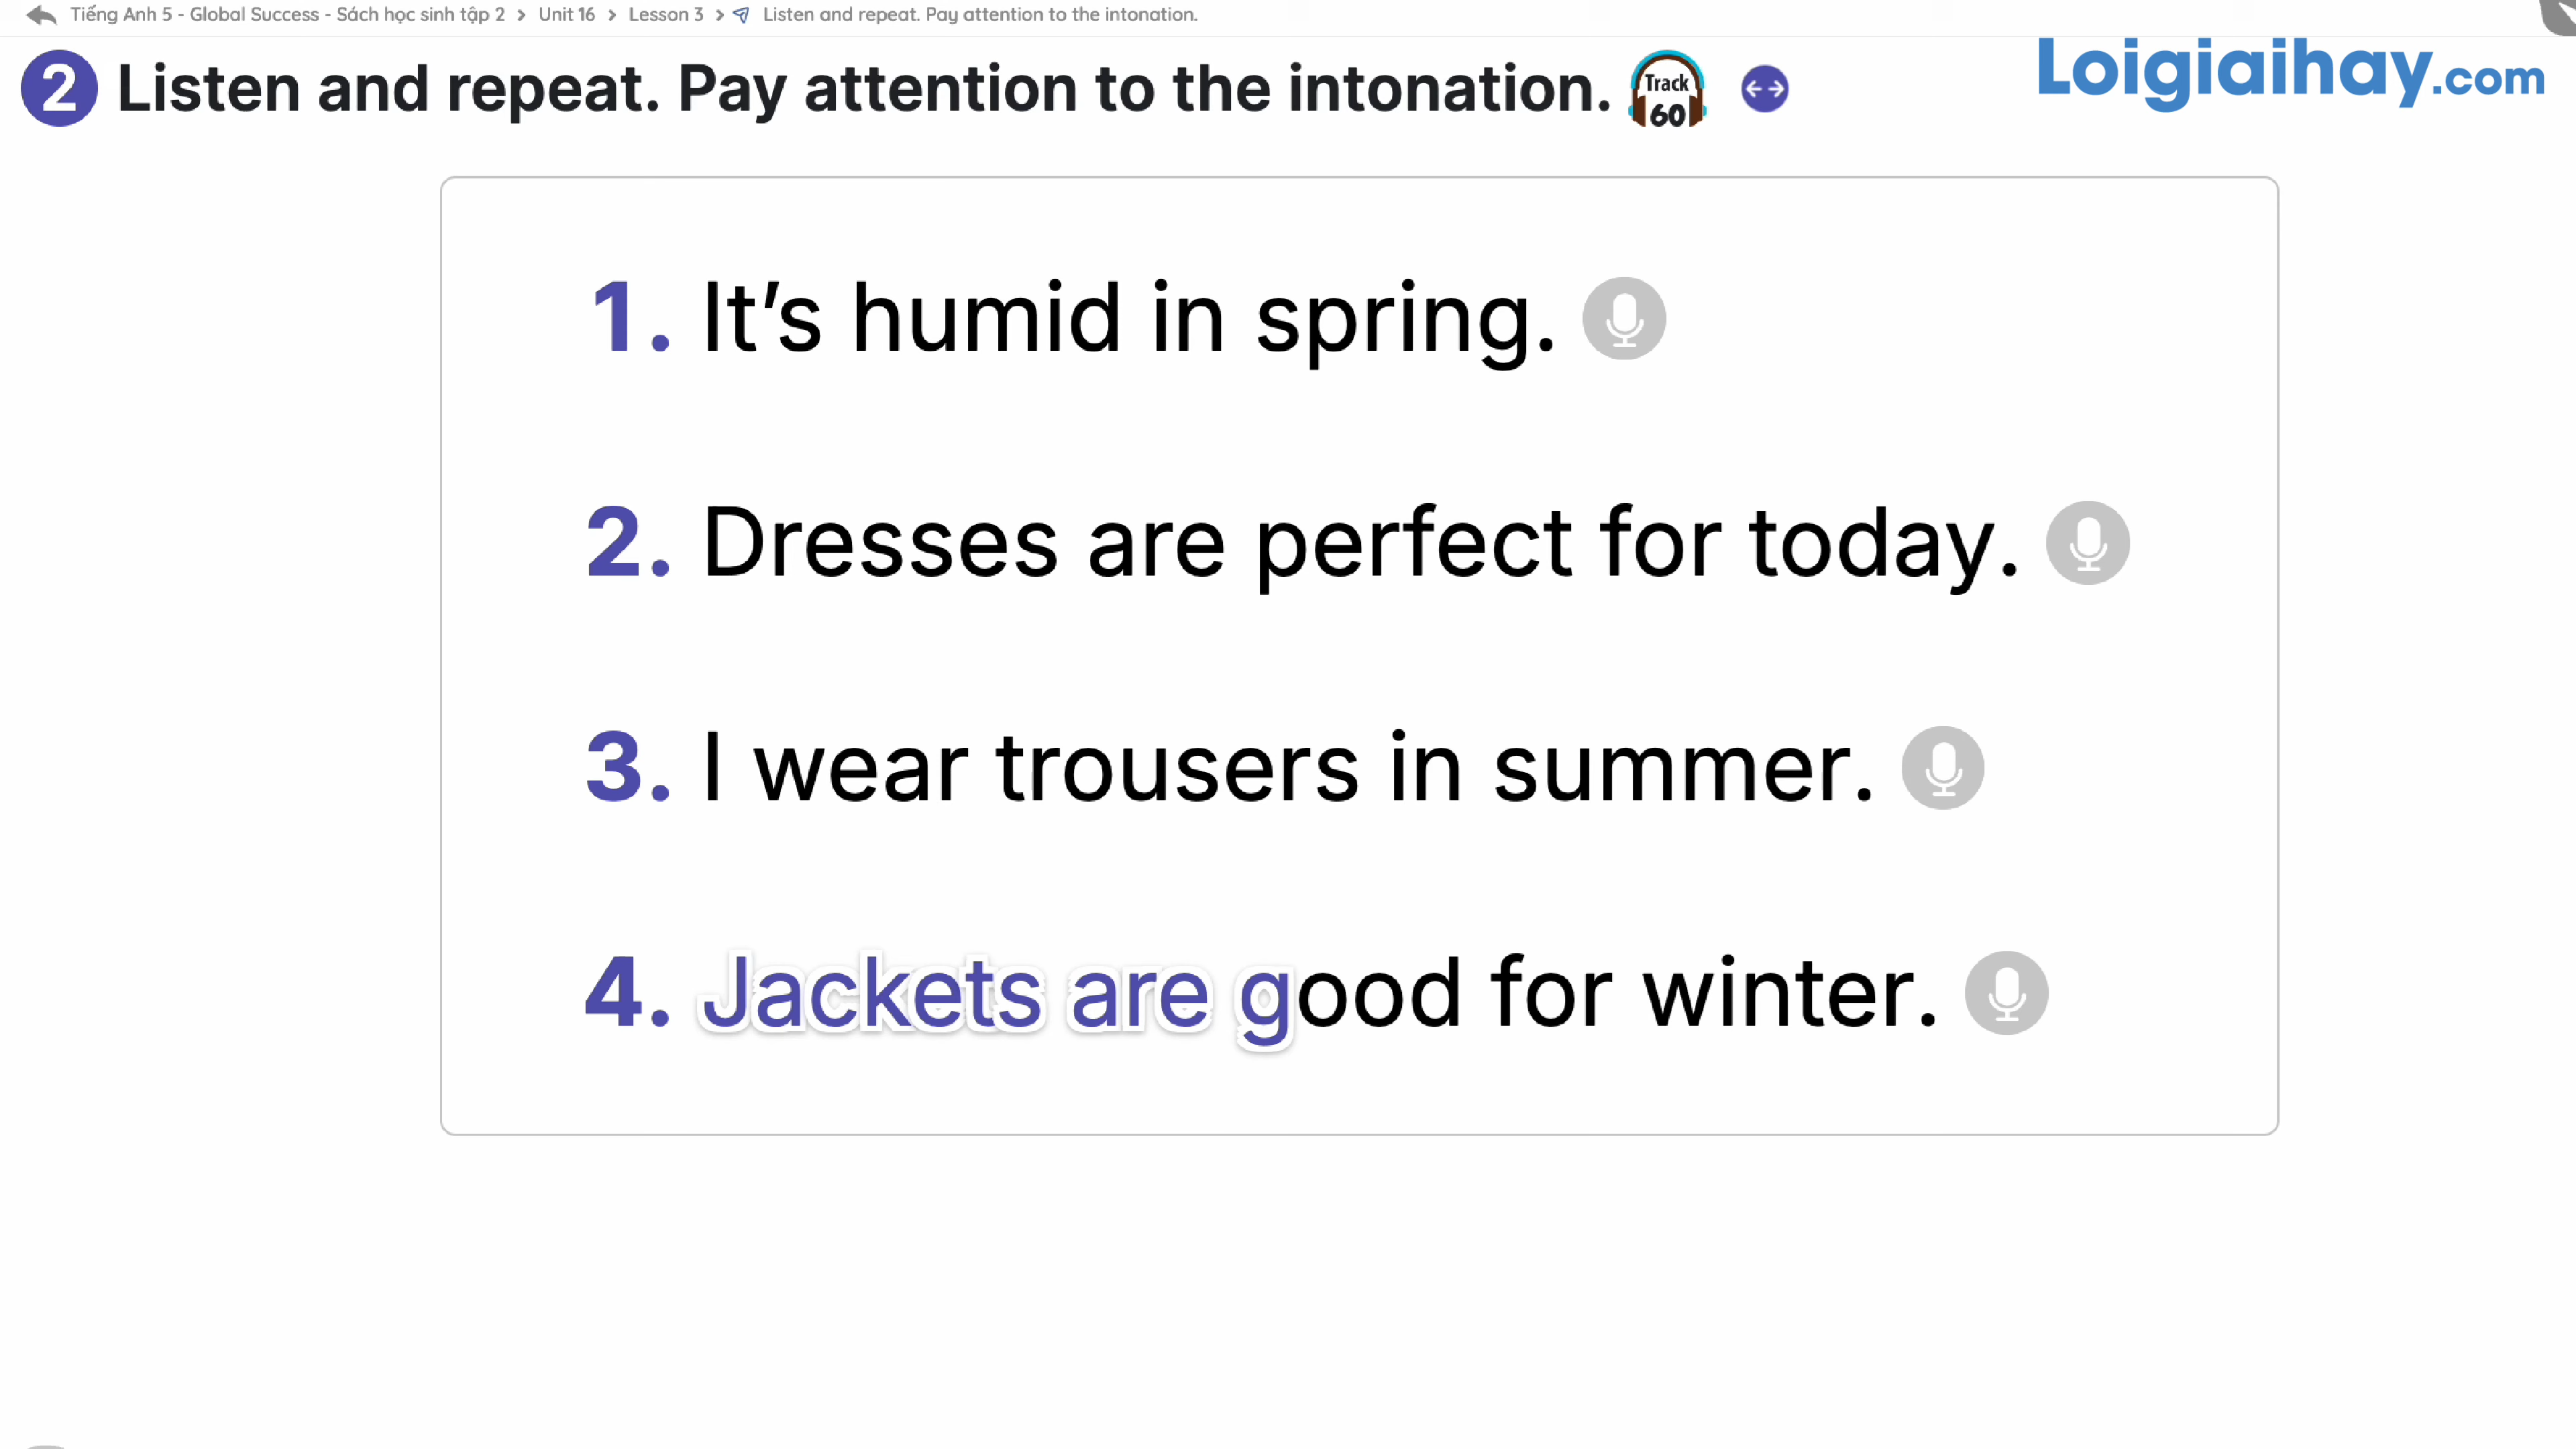 Tiếng Anh 5 - Global Success - Sách học sinh tập 2 > Unit 16 > Lesson 3 > Listen and repeat. Pay attention to the intonation.
2 Listen and repeat. Pay attention to the intonation. Track 60
Loigiaihay.com
1. It's humid in spring.
2. Dresses are perfect for today.
3. I wear trousers in summer.
4. Jackets are good for winter.